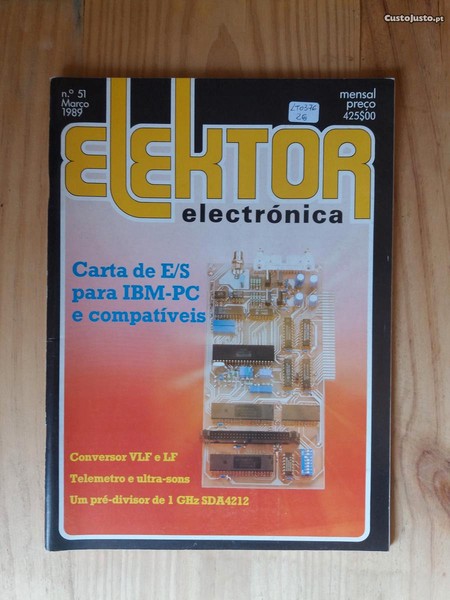 CustoJusto.pt
n.º 51
Março
1989
mensal
preço
425$00
ELEKTOR
electrónica
Carta de E/S
para IBM-PC
e compatíveis
Conversor VLF e LF
Telemetro e ultra-sons
Um pré-divisor de 1 GHz SDA4212